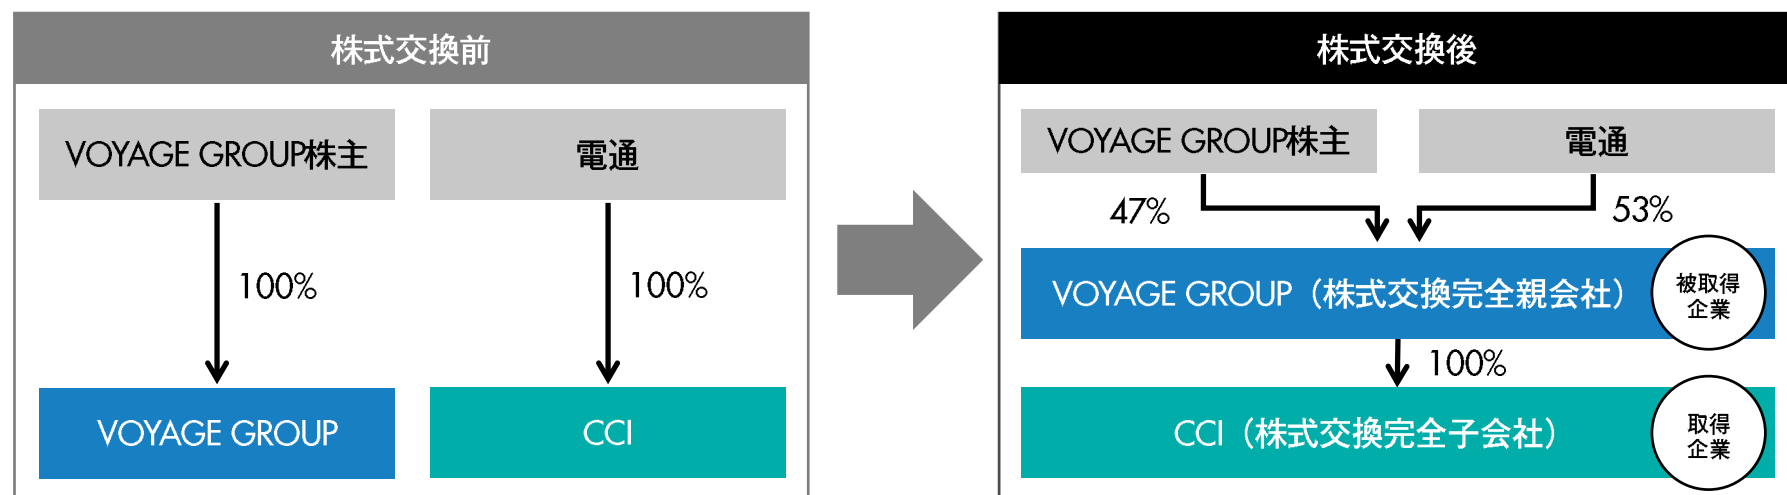 株式交換前
VOYAGE GROUP株主
電通
100%
100%
VOYAGE GROUP
CCI
株式交換後
VOYAGE GROUP株主
電通
47%
53%
VOYAGE GROUP（株式交換完全親会社）
被取得
企業
100%
CCI（株式交換完全子会社）
取得
企業